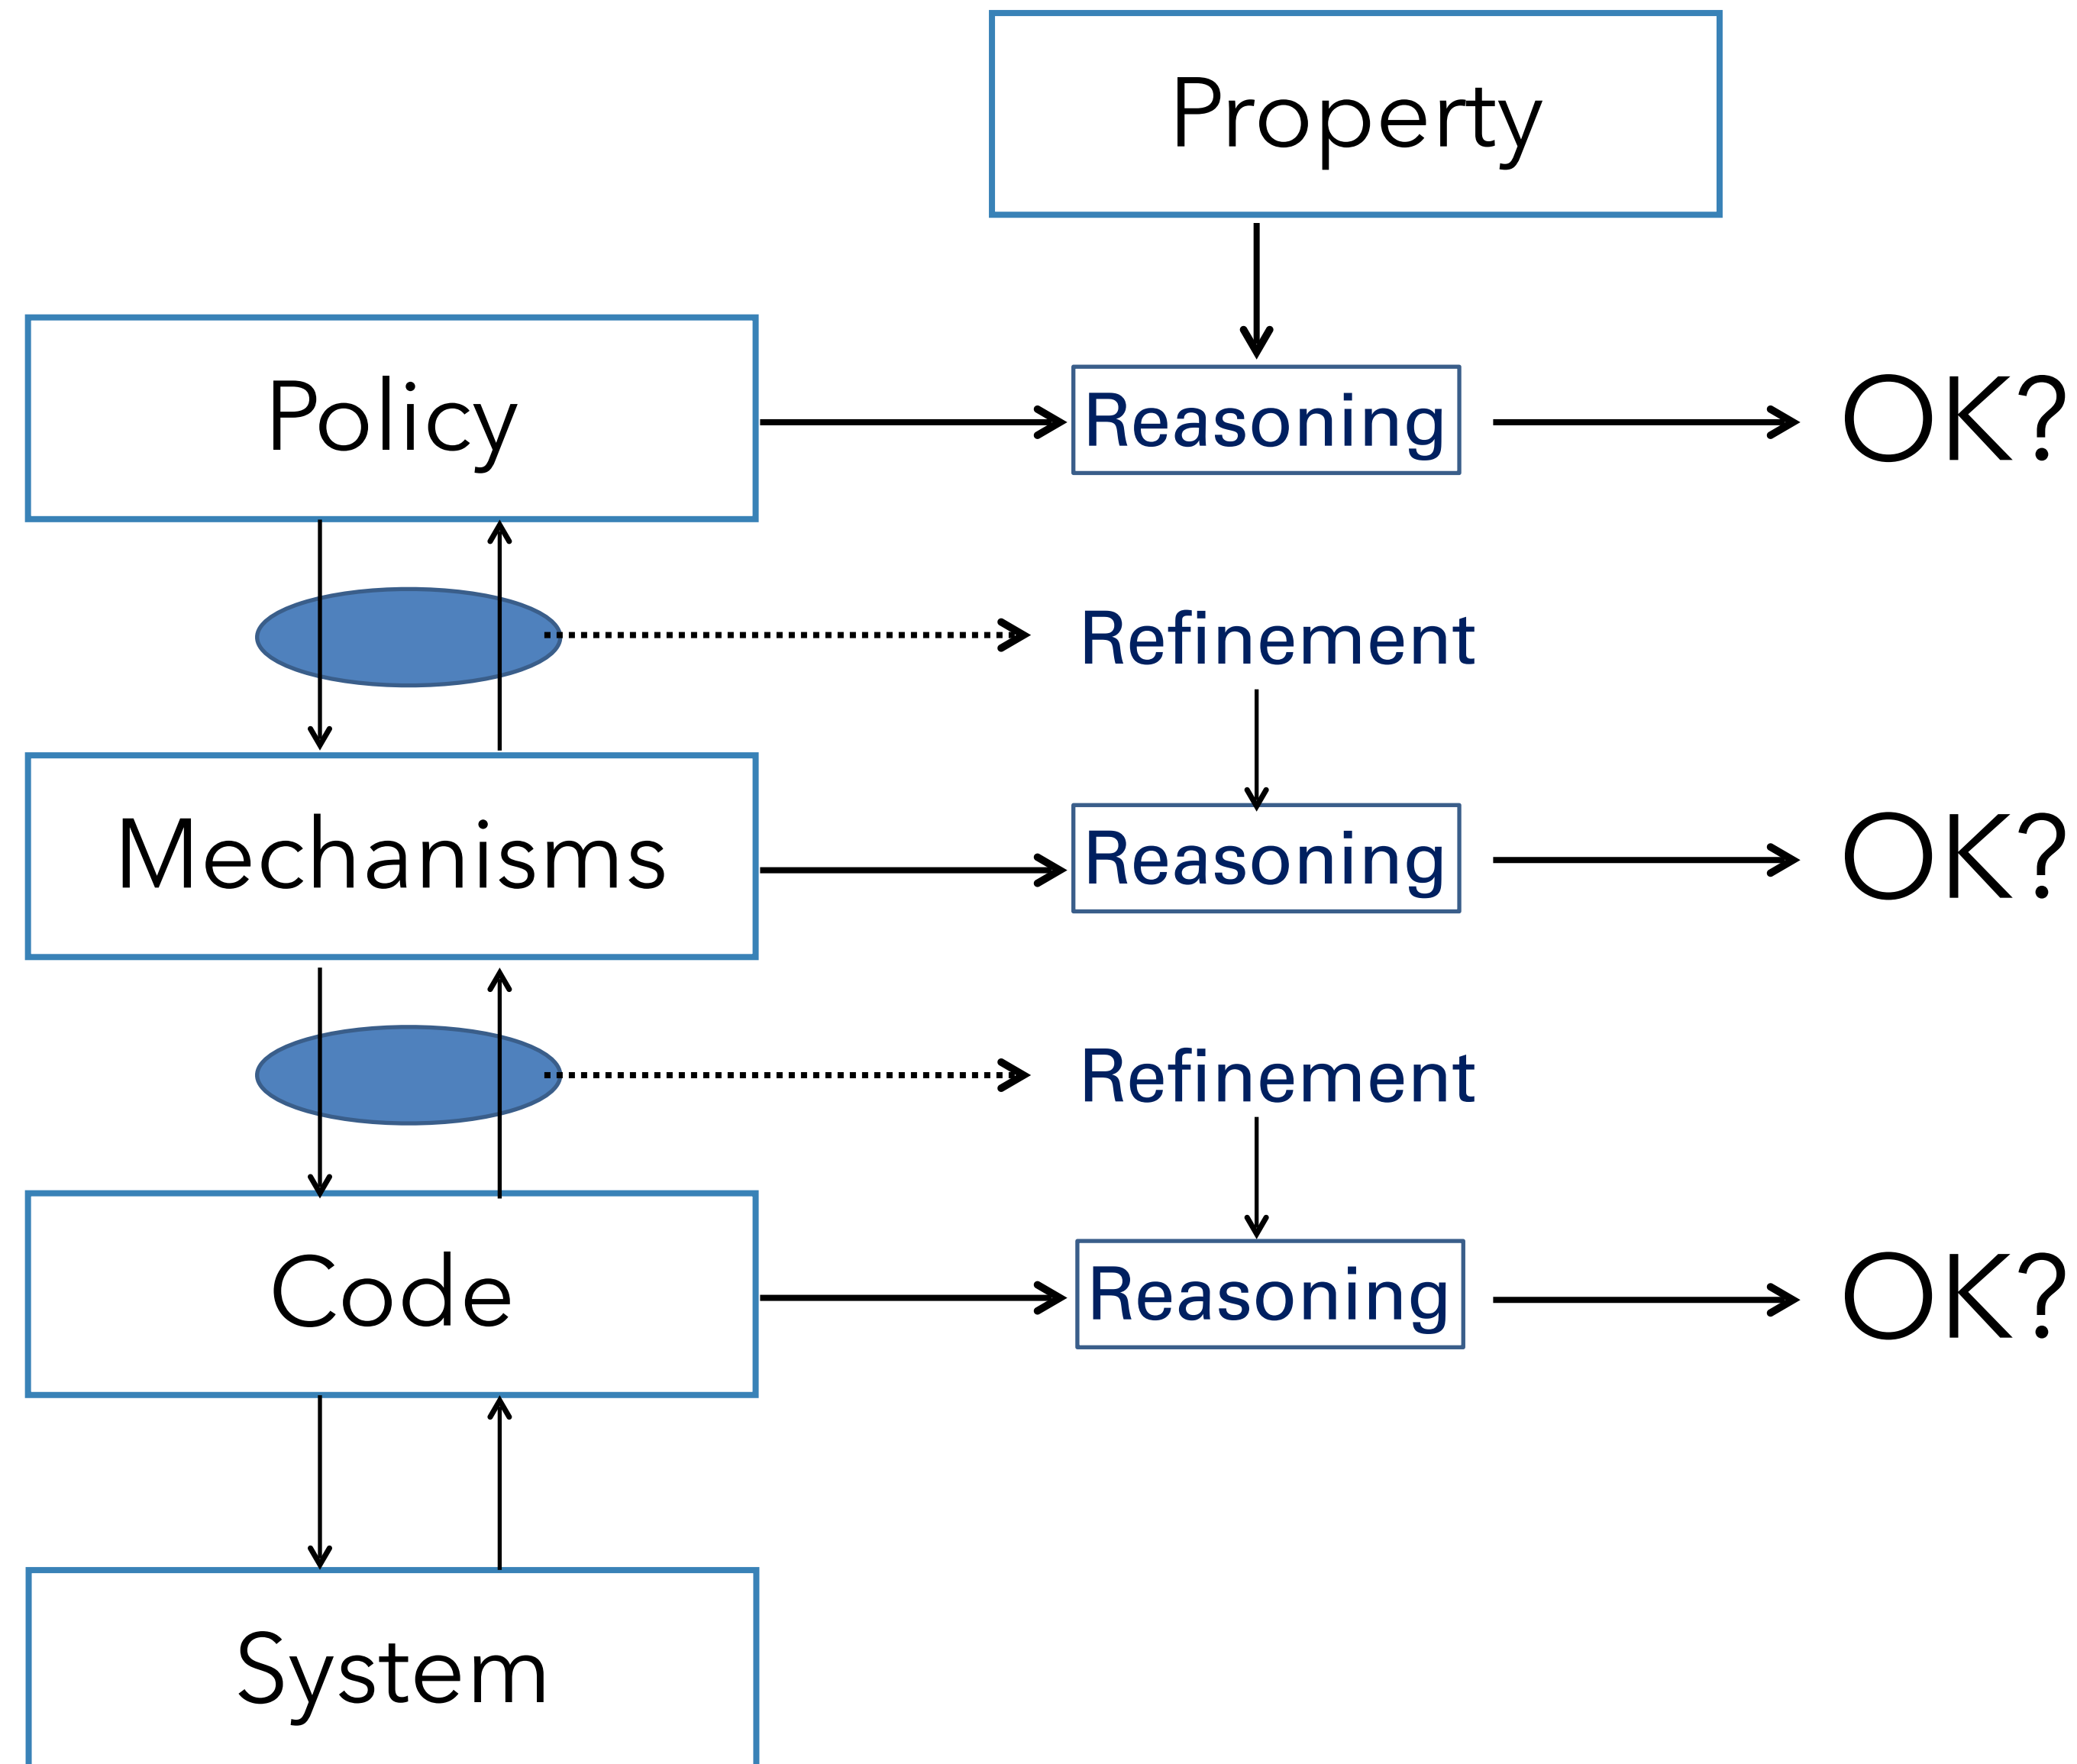 Property
Policy
Reasoning
OK?
Refinement
Mechanisms
Reasoning
OK?
Refinement
Code
Reasoning
OK?
System